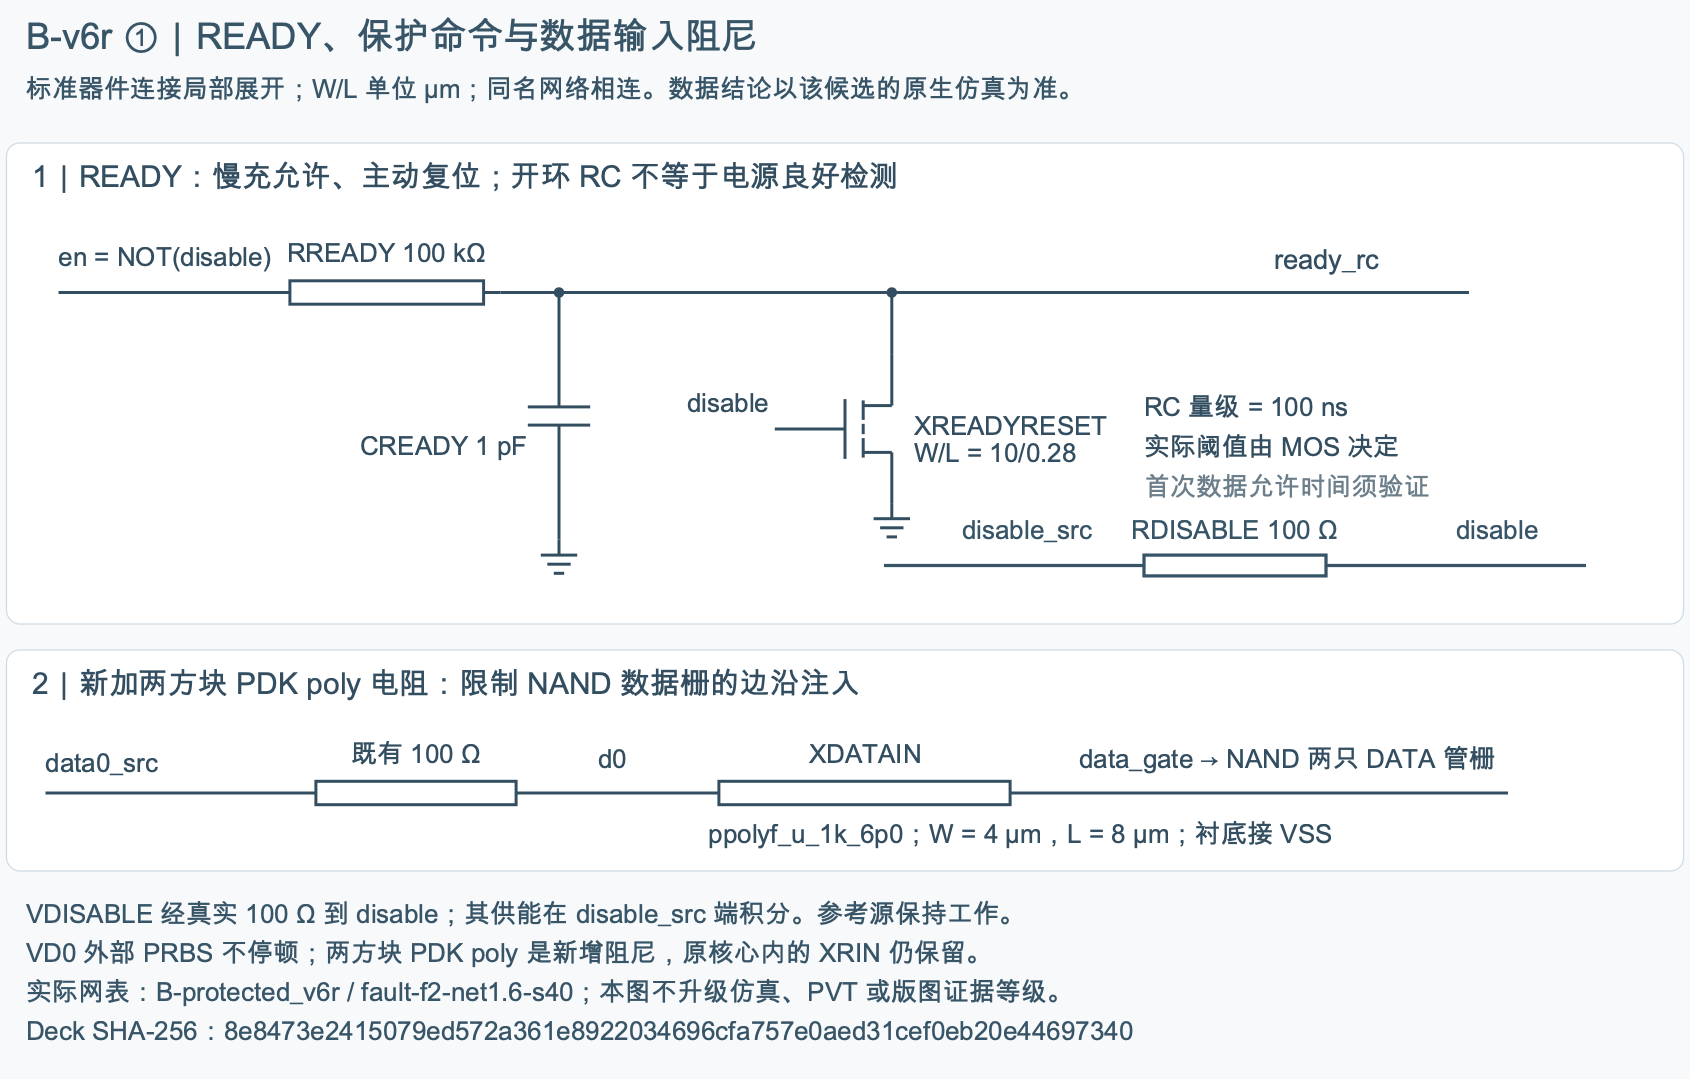 B-v6r ① | READY、保护命令与数据输入阻尼
标准器件连接局部展开；W/L 单位 µm；同名网络相连。数据结论以该候选的原生仿真为准。
1 | READY：慢充允许、主动复位；开环 RC 不等于电源良好检测
en = NOT(disable)
RREADY 100 kΩ
ready_rc
disable
CREADY 1 pF
XREADYRESET
W/L = 10/0.28
RC 量级 = 100 ns
实际阈值由 MOS 决定
首次数据允许时间须验证
disable_src
RDISABLE 100 Ω
disable
2 | 新加两方块 PDK poly 电阻：限制 NAND 数据栅的边沿注入
data0_src
既有 100 Ω
d0
XDATAIN
data_gate → NAND 两只 DATA 管栅
ppolyf_u_1k_6p0；W = 4 µm，L = 8 µm；衬底接 VSS
VDISABLE 经真实 100 Ω 到 disable；其供能在 disable_src 端积分。参考源保持工作。
VD0 外部 PRBS 不停顿；两方块 PDK poly 是新增阻尼，原核心内的 XRIN 仍保留。
实际网表：B-protected_v6r / fault-f2-net1.6-s40；本图不升级仿真、PVT 或版图证据等级。
Deck SHA-256：8e8473e2415079ed572a361e8922034696cfa757e0aed31cef0eb20e44697340